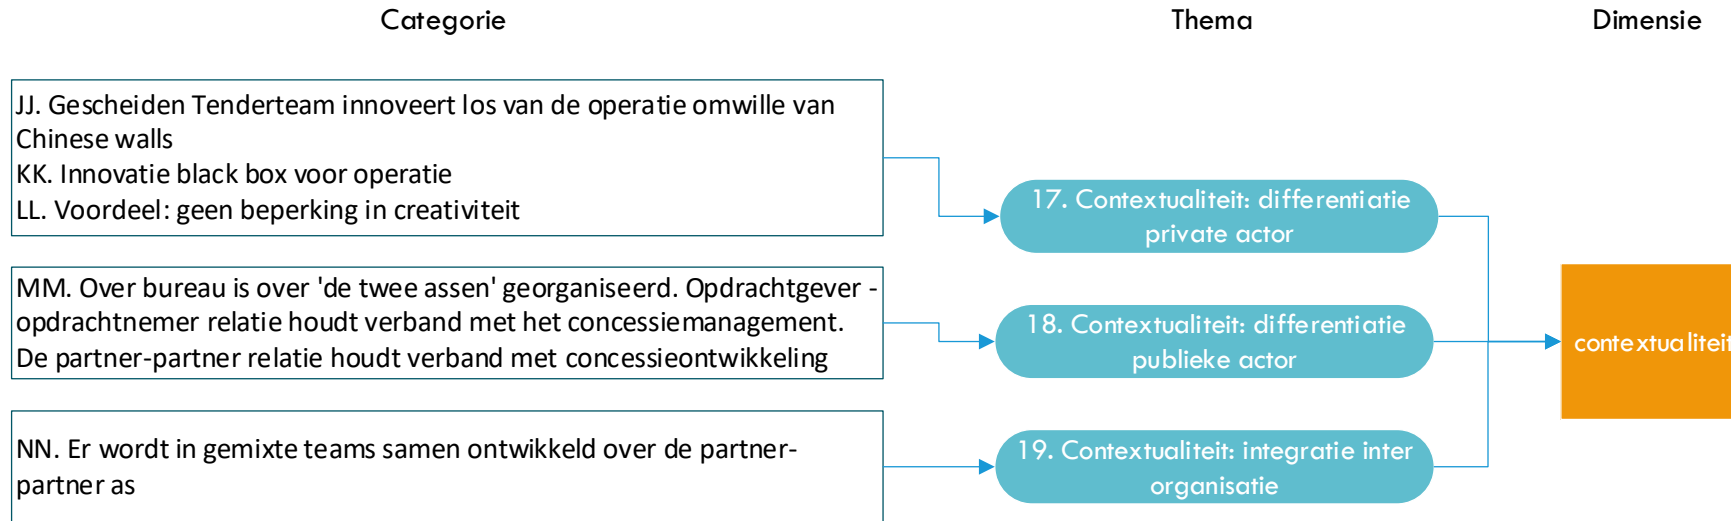 Categorie
Thema
Dimensie
JJ. Gescheiden Tenderteam innoveert los van de operatie omwille van
Chinese walls
KK. Innovatie black box voor operatie
LL. Voordeel: geen beperking in creativiteit
17. Contextualiteit: differentiatie
private actor
MM. Over bureau is over 'de twee assen' georganiseerd. Opdrachtgever -
opdrachtnemer relatie houdt verband met het concessiemanagement.
De partner-partner relatie houdt verband met concessieontwikkeling
18. Contextualiteit: differentiatie
publieke actor
contextualiteit
NN. Er wordt in gemixte teams samen ontwikkeld over de partner-
partner as
19. Contextualiteit: integratie inter
organisatie